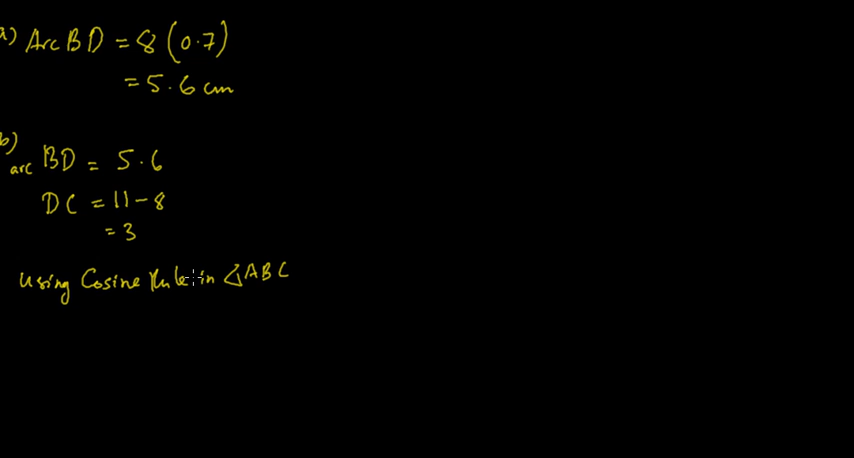 a) Arc BD = 8 (0.7)
= 5.6 cm
b)
arc BD = 5.6
DC = 11 - 8
= 3
Using Cosine Rule in △ABC